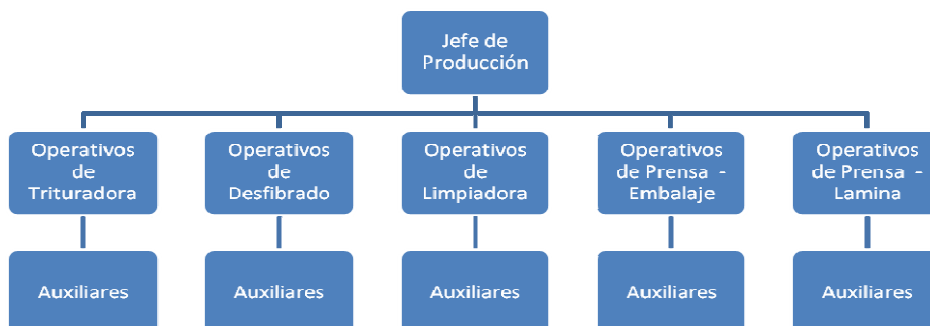 Jefe de
Producción
Operativos
de
Trituradora
Operativos
de
Desfibrado
Operativos
de
Limpiadora
Operativos
de Prensa -
Embalaje
Operativos
de Prensa -
Lamina
Auxiliares
Auxiliares
Auxiliares
Auxiliares
Auxiliares